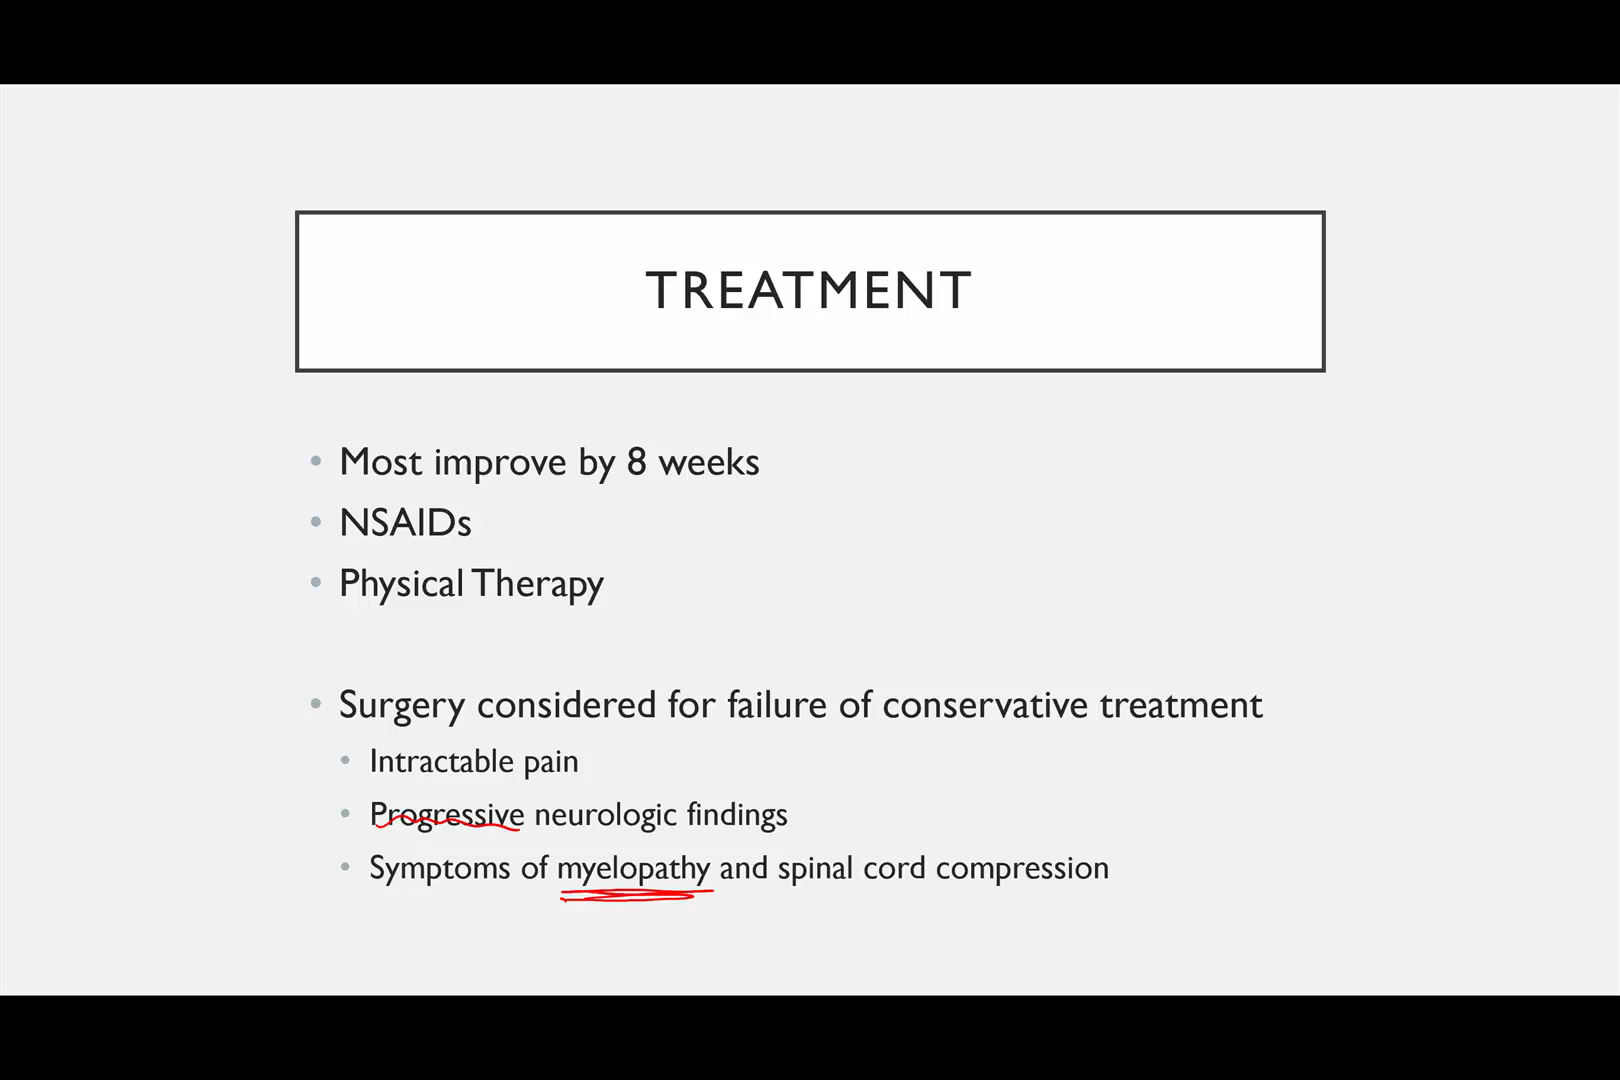 TREATMENT
• Most improve by 8 weeks
• NSAIDs
• Physical Therapy
• Surgery considered for failure of conservative treatment
• Intractable pain
• Progressive neurologic findings
• Symptoms of myelopathy and spinal cord compression